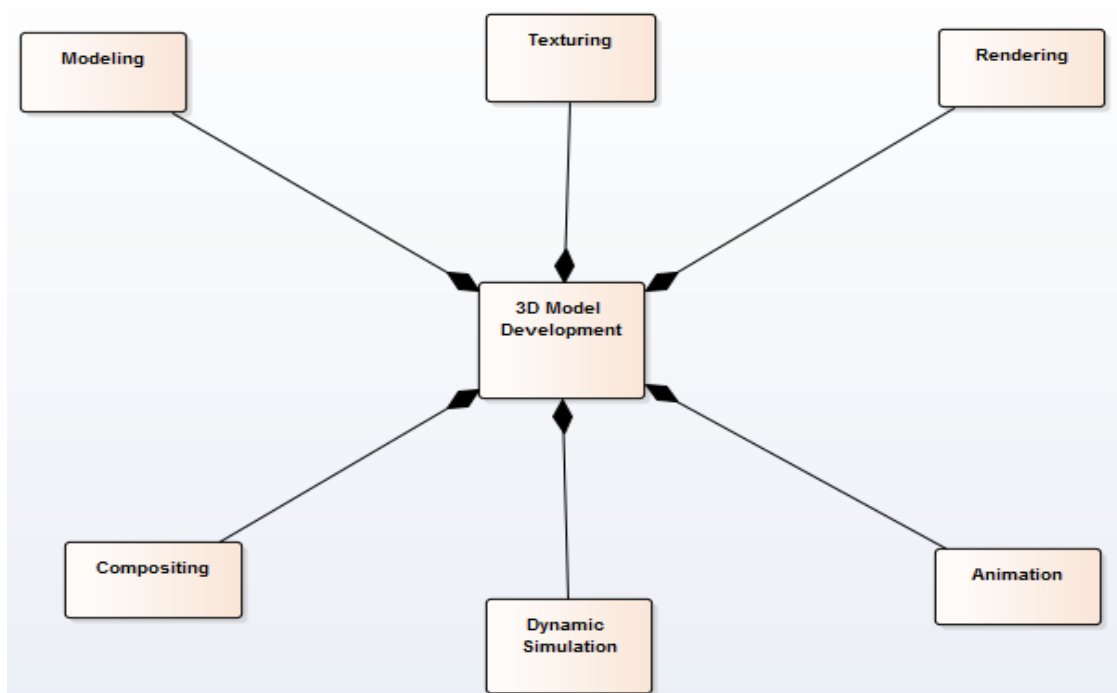 Modeling
Texturing
Rendering
3D Model
Development
Compositing
Dynamic
Simulation
Animation